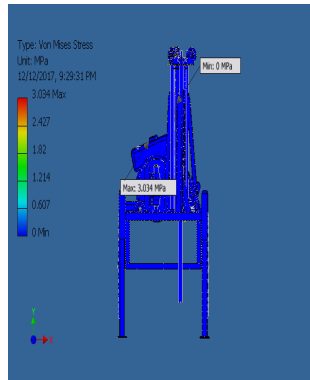 Type: Von Mises Stress
Unit: MPa
12/12/2017, 9:29:31 PM
3.034 Max
2.427
1.82
1.214
0.607
0 Min
Min: 0 MPa
Max: 3.034 MPa
Y
X